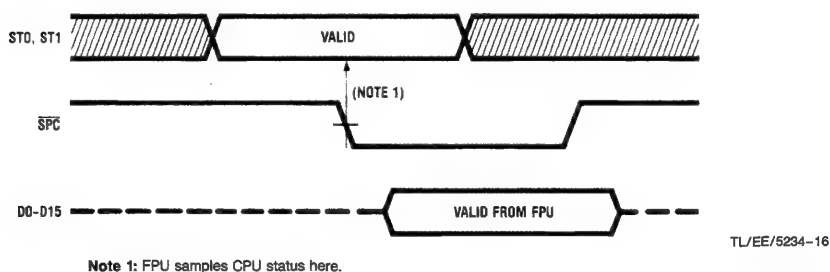 ST0, ST1
VALID
(NOTE 1)
SPC
D0-D15
VALID FROM FPU
TL/EE/5234-16
Note 1: FPU samples CPU status here.